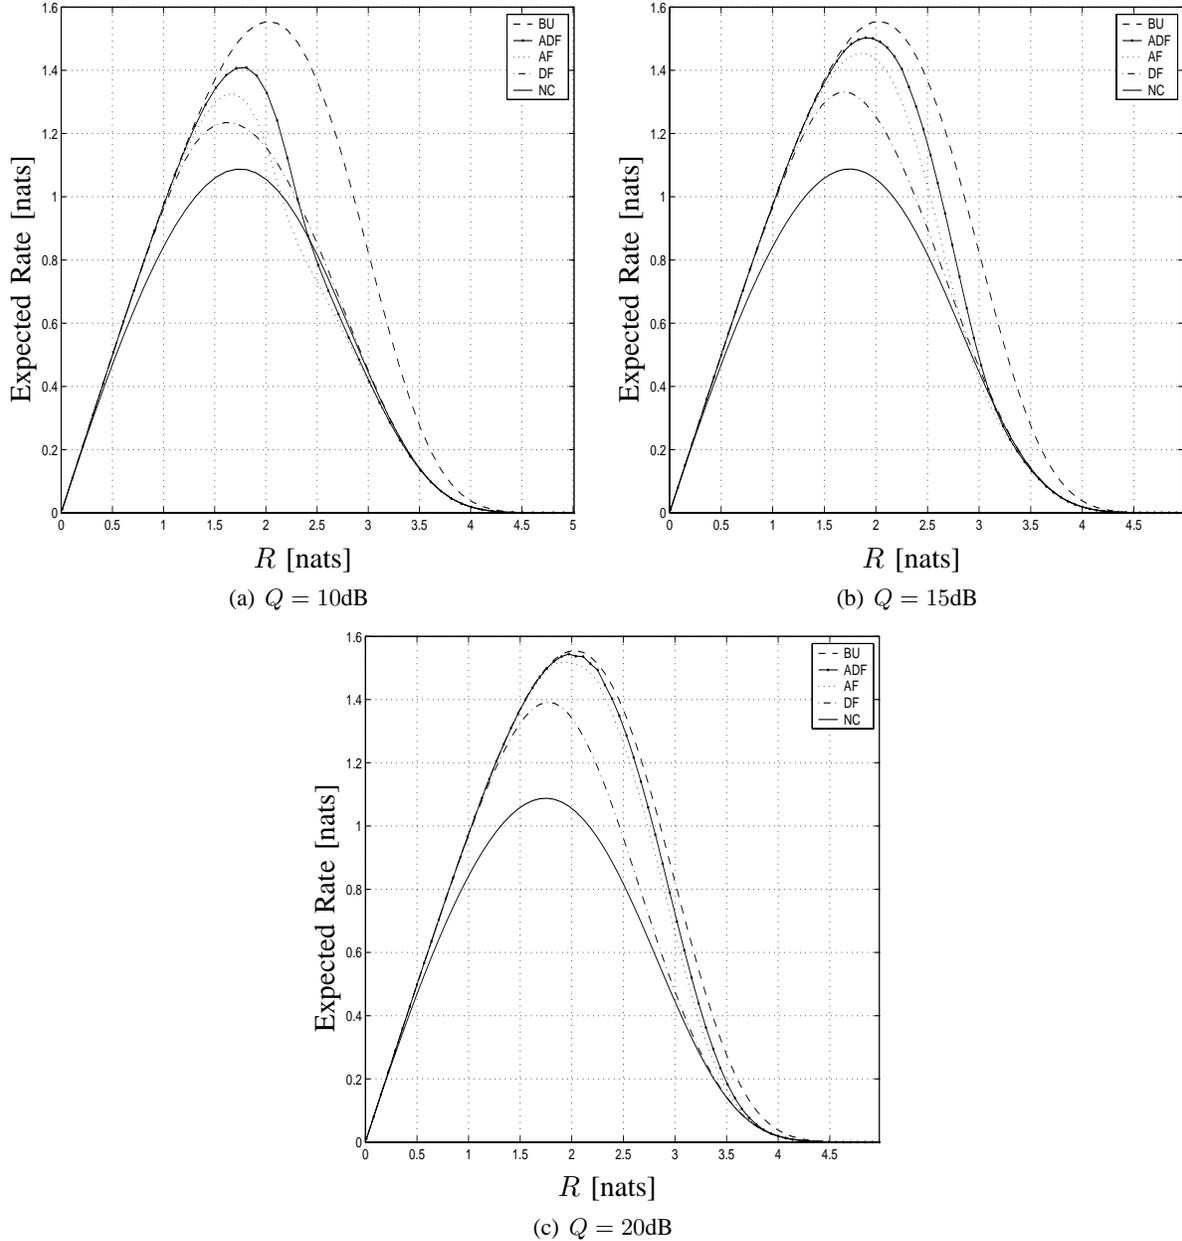 1.6
1.4
1.2
1
0.8
0.6
0.4
0.2
0
Expected Rate [nats]
BU
ADF
AF
DF
NC
0 0.5 1 1.5 2 2.5 3 3.5 4 4.5 5
R [nats]
(a) Q = 10dB
1.6
1.4
1.2
1
0.8
0.6
0.4
0.2
0
Expected Rate [nats]
BU
ADF
AF
DF
NC
0 0.5 1 1.5 2 2.5 3 3.5 4 4.5
R [nats]
(b) Q = 15dB
1.6
1.4
1.2
1
0.8
0.6
0.4
0.2
0
Expected Rate [nats]
BU
ADF
AF
DF
NC
0 0.5 1 1.5 2 2.5 3 3.5 4 4.5
R [nats]
(c) Q = 20dB